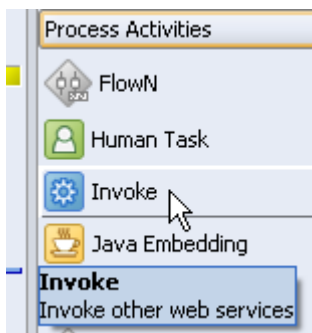 Process Activities
FlowN
Human Task
Invoke
Java Embedding
Invoke
Invoke other web services